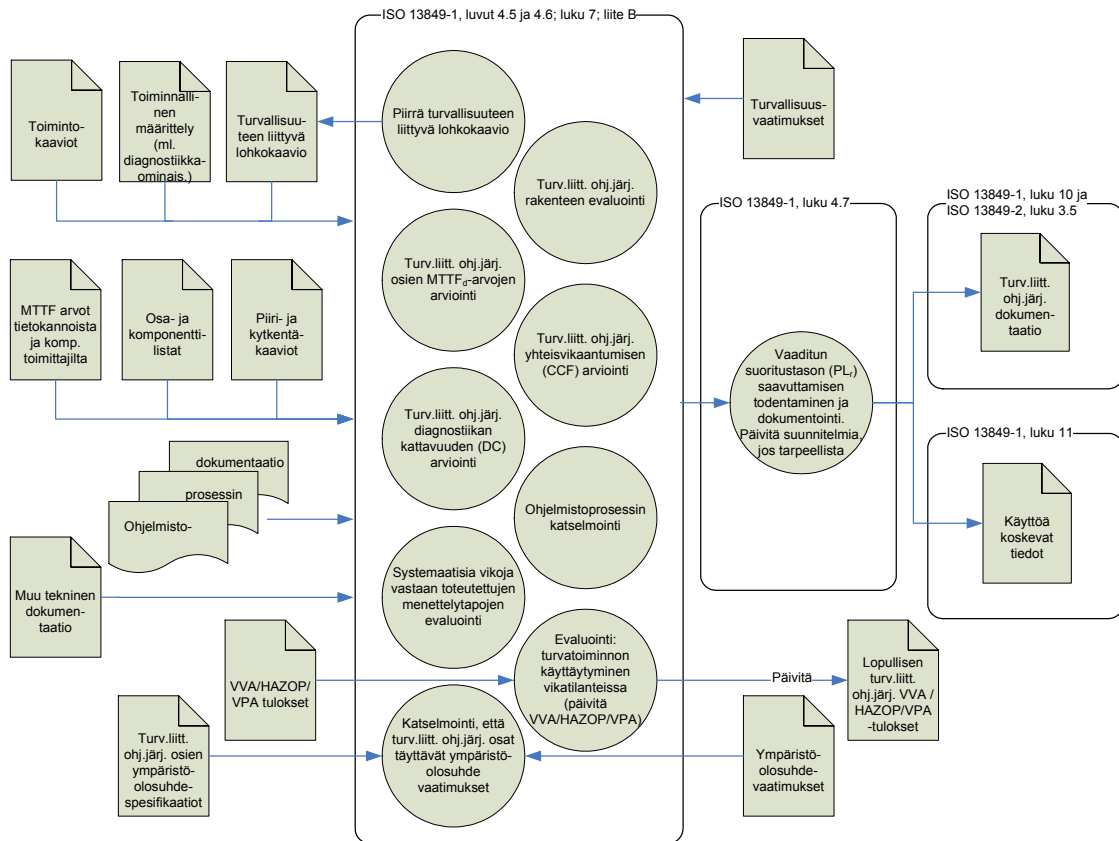 ISO 13849-1, luvut 4.5 ja 4.6; luku 7; liite B
Toiminto-
kaaviot
Toiminnalli-
nen
määrittely
(ml.
diagnostiikka-
ominais.)
Turvallisuu-
teen liittyvä
lohkokaavio
Piirrä turvallisuuteen
liittyvä lohkokaavio
Turvallisuus-
vaatimukset
Turv.liitt. ohj.järj.
rakenteen evaluointi
Turv.liitt. ohj.järj.
osien MTTFd-arvojen
arviointi
MTTF arvot
tietokannoista
ja komp.
toimittajilta
Osa- ja
komponentti-
listat
Piiri- ja
kytkentä-
kaaviot
Turv.liitt. ohj.järj.
yhteisvikaantumisen
(CCF) arviointi
Turv.liitt. ohj.järj.
diagnostiikan
kattavuuden (DC)
arviointi
dokumentaatio
prosessin
Ohjelmisto-
Ohjelmistoprosessin
katselmointi
Muu tekninen
dokumen-
taatio
Systemaatisia vikoja
vastaan toteutettujen
menettelytapojen
evaluointi
VVA/HAZOP/
VPA tulokset
Evaluointi:
turvatoiminnon
käyttäytyminen
vikatilanteissa
(päivitä
VVA/HAZOP/VPA)
Päivitä
Lopullisen
turv.liitt.
ohj.järj. VVA /
HAZOP/VPA
-tulokset
Turv.liitt.
ohj.järj. osien
ympäristö-
olosuhde-
spesifikaatiot
Katselmointi, että
turv.liitt. ohj.järj. osat
täyttävät ympäristö-
olosuhde
vaatimukset
Ympäristö-
olosuhde-
vaatimukset
ISO 13849-1, luku 4.7
Vaaditun
suoritustason (PLr)
saavuttamisen
todentaminen ja
dokumentointi.
Päivitä suunnitelmia,
jos tarpeellista
ISO 13849-1, luku 10 ja
ISO 13849-2, luku 3.5
Turv.liitt.
ohj.järj.
dokumen-
taatio
ISO 13849-1, luku 11
Käyttöä
koskevat
tiedot